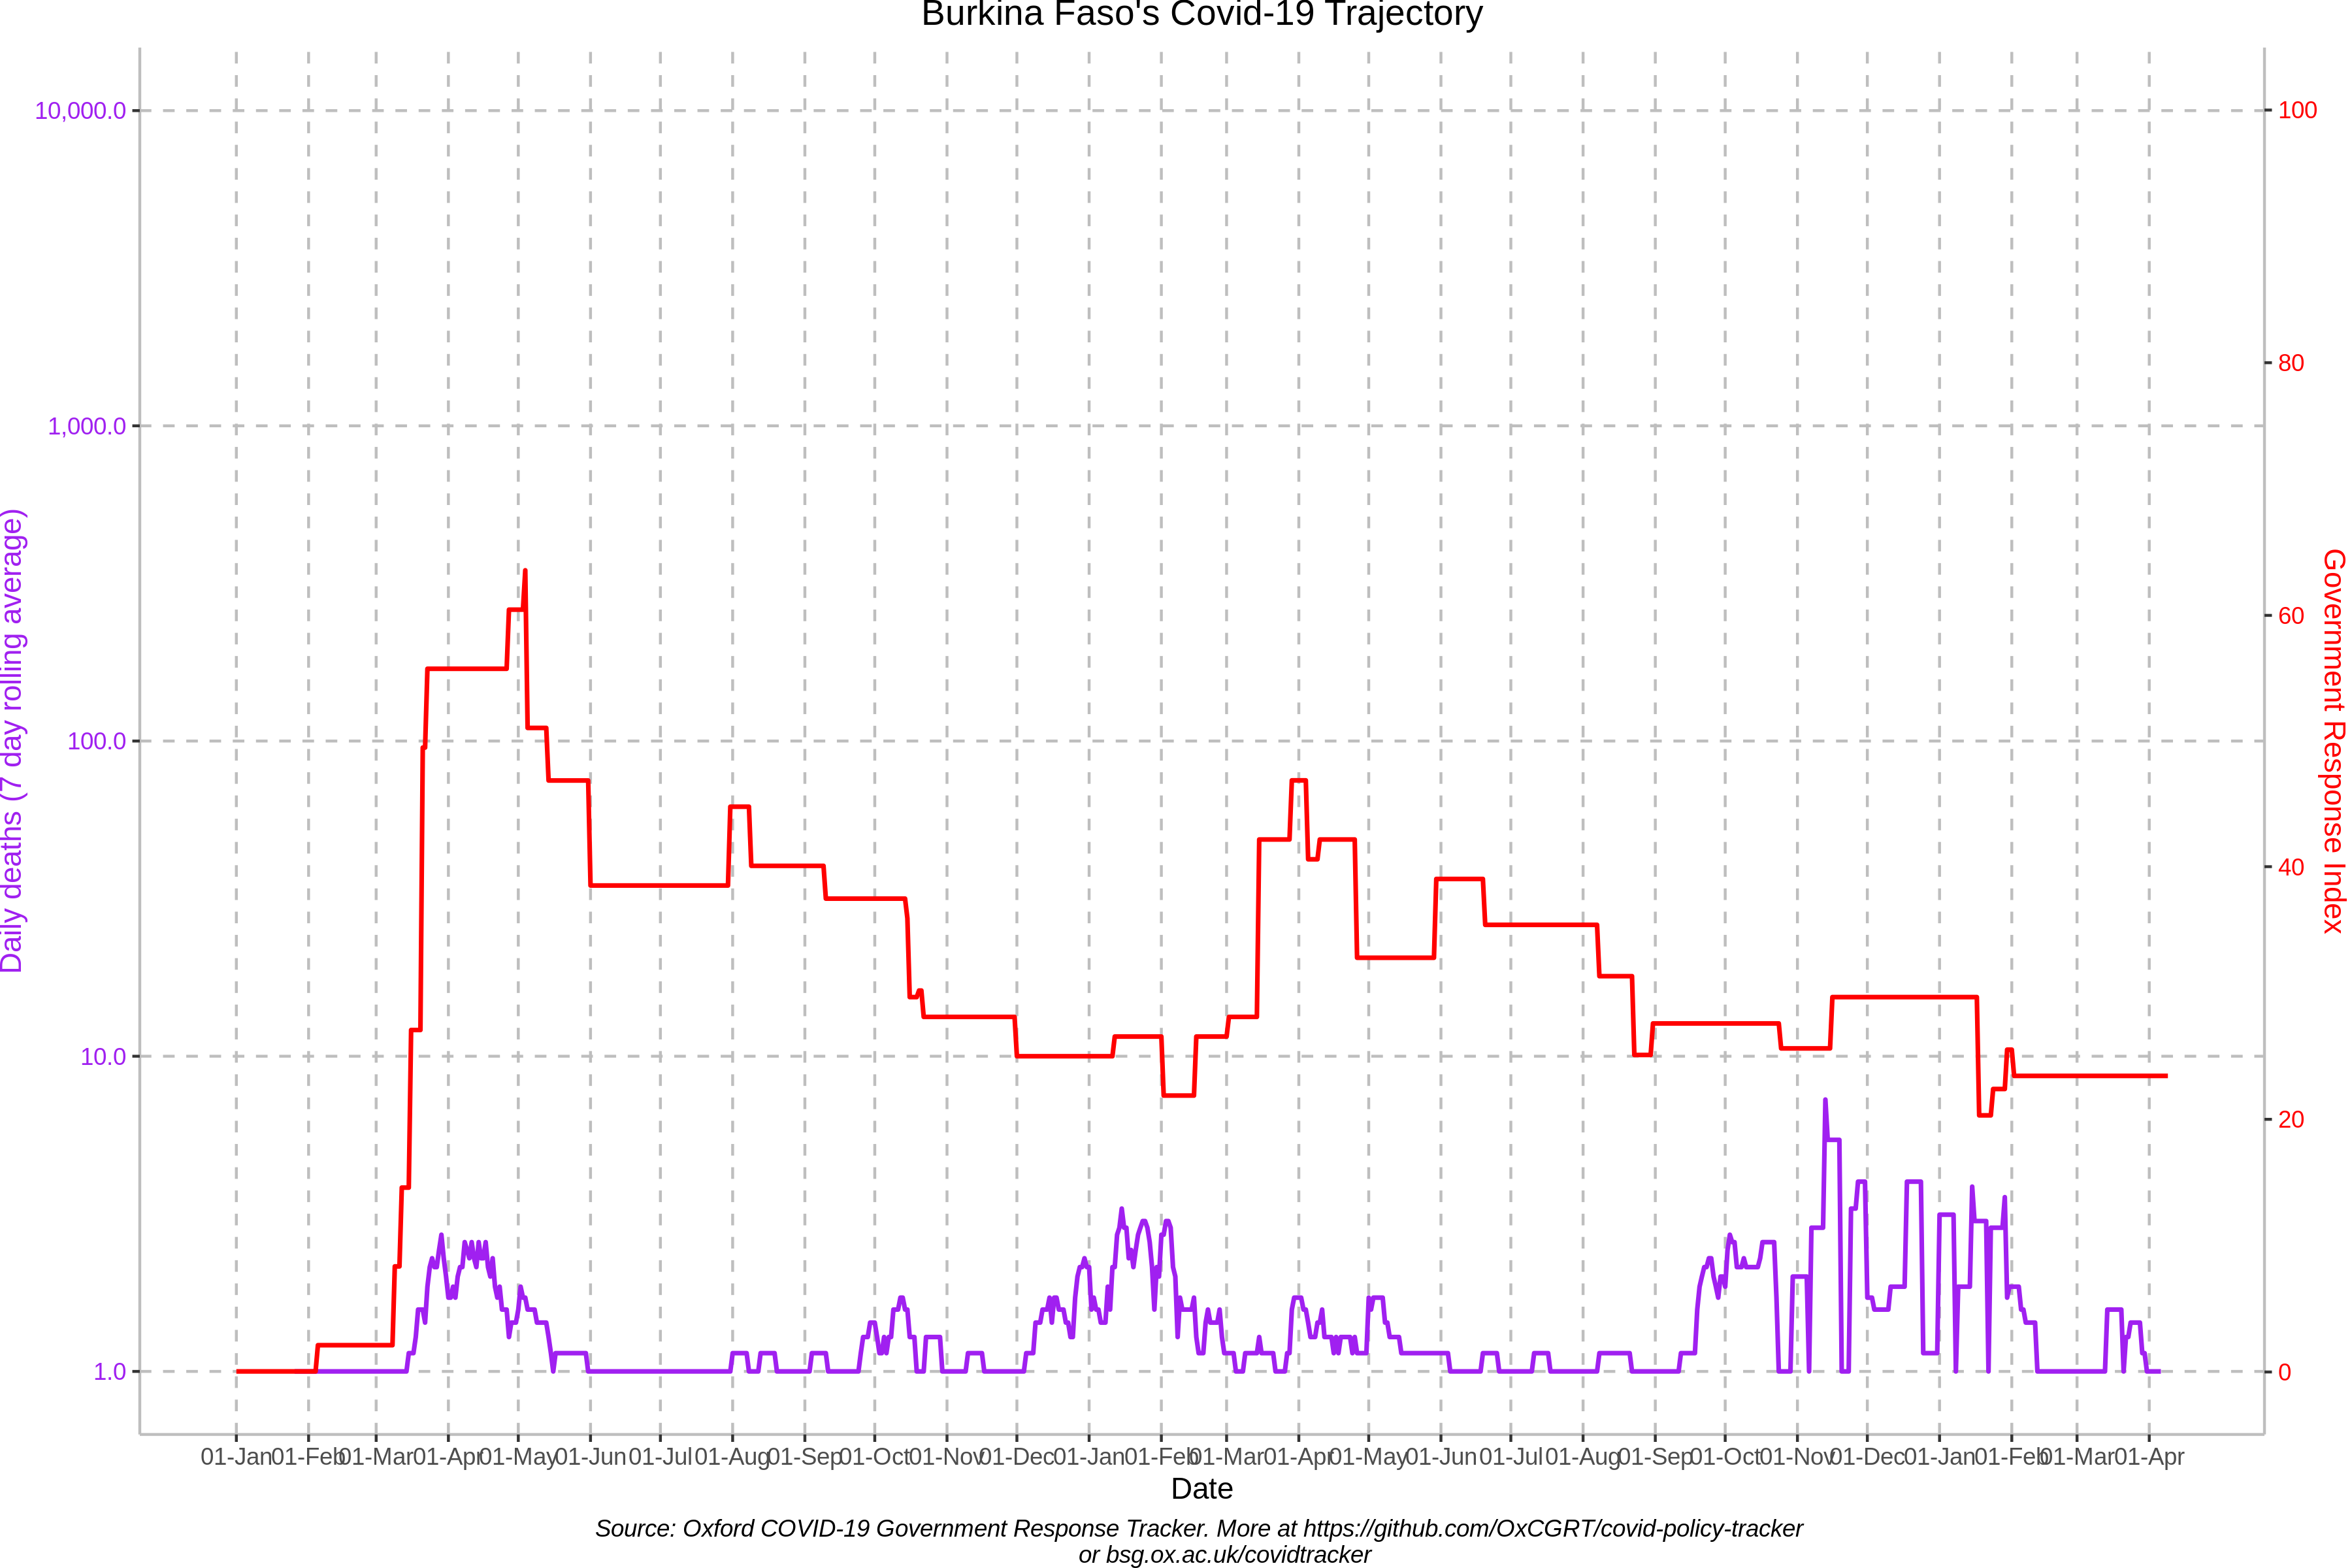 Burkina Faso's Covid-19 Trajectory
10,000.0
1,000.0
100.0
10.0
1.0
Daily deaths (7 day rolling average)
100
80
60
40
20
0
Government Response Index
01-Jan 01-Feb 01-Mar 01-Apr 01-May 01-Jun 01-Jul 01-Aug 01-Sep 01-Oct 01-Nov 01-Dec 01-Jan 01-Feb 01-Mar 01-Apr 01-May 01-Jun 01-Jul 01-Aug 01-Sep 01-Oct 01-Nov 01-Dec 01-Jan 01-Feb 01-Mar 01-Apr
Date
Source: Oxford COVID-19 Government Response Tracker. More at https://github.com/OxCGRT/covid-policy-tracker
or bsg.ox.ac.uk/covidtracker